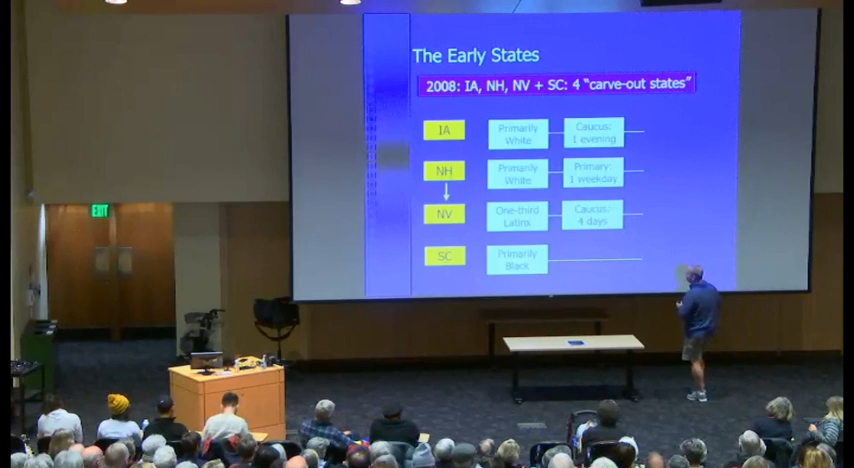 The Early States
2008: IA, NH, NV + SC: 4 "carve-out states"
IA
Primarily
White
Caucus:
1 evening
NH
Primarily
White
Primary:
1 weekday
NV
One-third
Latinx
Caucus:
4 days
SC
Primarily
Black
EXIT